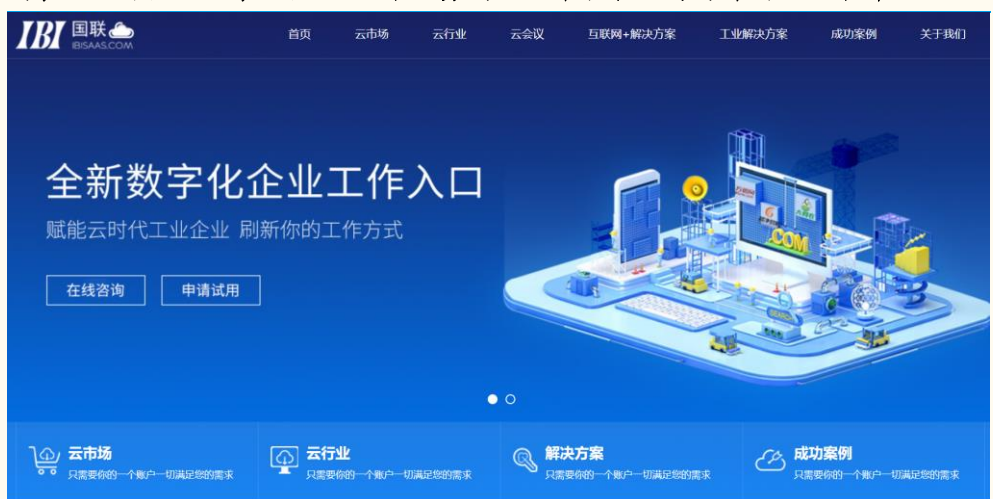 IBI 国联
IBISAAS.COM
首页 云市场 云行业 云会议 互联网+解决方案 工业解决方案 成功案例 关于我们
全新数字化企业工作入口
赋能云时代工业企业 刷新你的工作方式
在线咨询 申请试用
COM
SEARCH
云市场 云行业 解决方案 成功案例
只需要你的一个账户一切满足您的需求 只需要你的一个账户一切满足您的需求 只需要你的一个账户一切满足您的需求 只需要你的一个账户一切满足您的需求